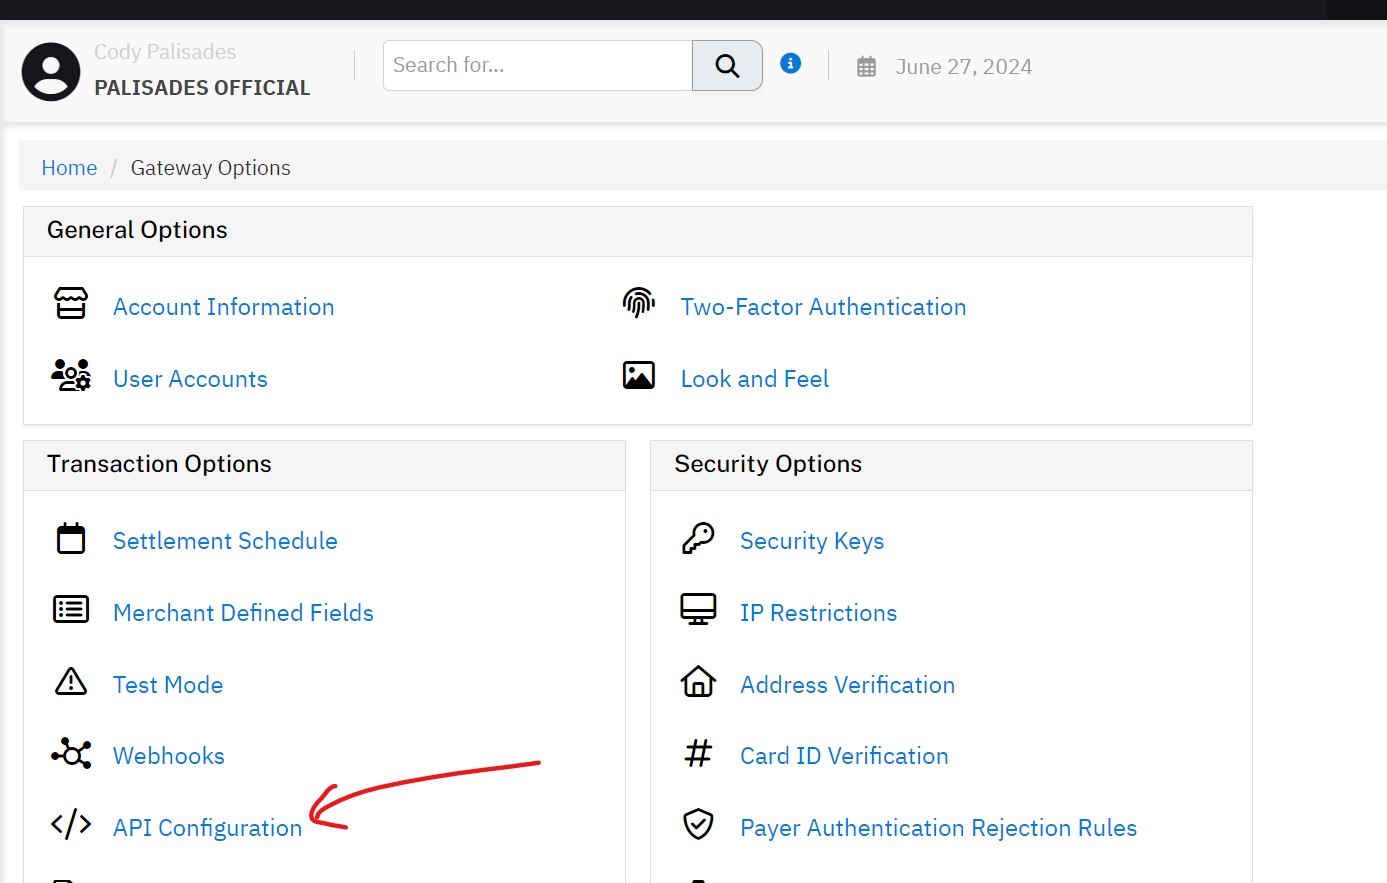 Cody Palisades
PALISADES OFFICIAL
Search for...
June 27, 2024
Home / Gateway Options
General Options
Account Information
Two-Factor Authentication
User Accounts
Look and Feel
Transaction Options
Settlement Schedule
Merchant Defined Fields
Test Mode
Webhooks
API Configuration
Security Options
Security Keys
IP Restrictions
Address Verification
Card ID Verification
Payer Authentication Rejection Rules